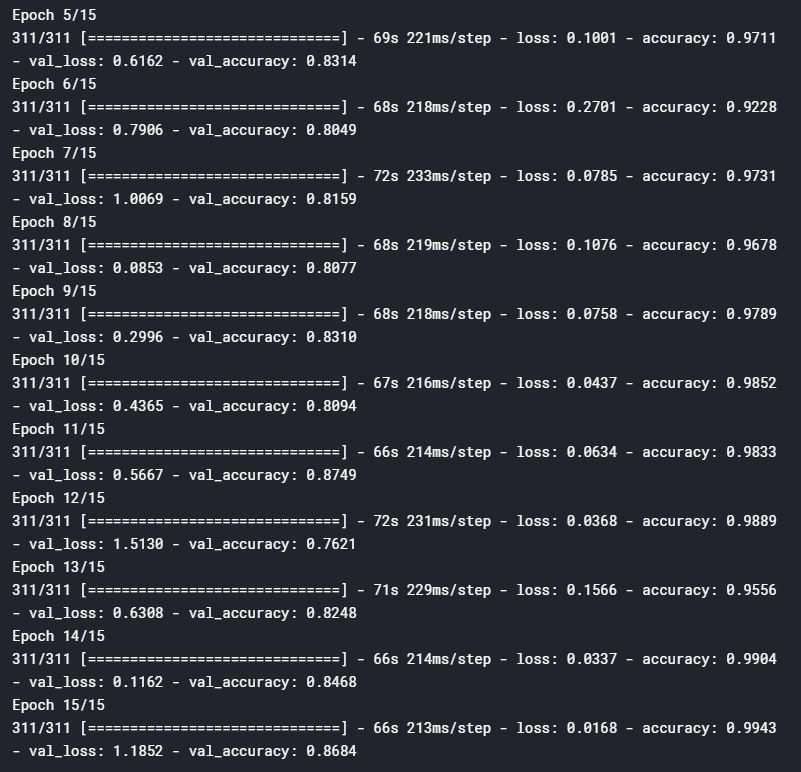 Epoch 5/15
311/311 [==============================] - 69s 221ms/step - loss: 0.1001 - accuracy: 0.9711
- val_loss: 0.6162 - val_accuracy: 0.8314
Epoch 6/15
311/311 [==============================] - 68s 218ms/step - loss: 0.2701 - accuracy: 0.9228
- val_loss: 0.7906 - val_accuracy: 0.8049
Epoch 7/15
311/311 [==============================] - 72s 233ms/step - loss: 0.0785 - accuracy: 0.9731
- val_loss: 1.0069 - val_accuracy: 0.8159
Epoch 8/15
311/311 [==============================] - 68s 219ms/step - loss: 0.1076 - accuracy: 0.9678
- val_loss: 0.0853 - val_accuracy: 0.8077
Epoch 9/15
311/311 [==============================] - 68s 218ms/step - loss: 0.0758 - accuracy: 0.9789
- val_loss: 0.2996 - val_accuracy: 0.8310
Epoch 10/15
311/311 [==============================] - 67s 216ms/step - loss: 0.0437 - accuracy: 0.9852
- val_loss: 0.4365 - val_accuracy: 0.8094
Epoch 11/15
311/311 [==============================] - 66s 214ms/step - loss: 0.0634 - accuracy: 0.9833
- val_loss: 0.5667 - val_accuracy: 0.8749
Epoch 12/15
311/311 [==============================] - 72s 231ms/step - loss: 0.0368 - accuracy: 0.9889
- val_loss: 1.5130 - val_accuracy: 0.7621
Epoch 13/15
311/311 [==============================] - 71s 229ms/step - loss: 0.1566 - accuracy: 0.9556
- val_loss: 0.6308 - val_accuracy: 0.8248
Epoch 14/15
311/311 [==============================] - 66s 214ms/step - loss: 0.0337 - accuracy: 0.9904
- val_loss: 0.1162 - val_accuracy: 0.8468
Epoch 15/15
311/311 [==============================] - 66s 213ms/step - loss: 0.0168 - accuracy: 0.9943
- val_loss: 1.1852 - val_accuracy: 0.8684